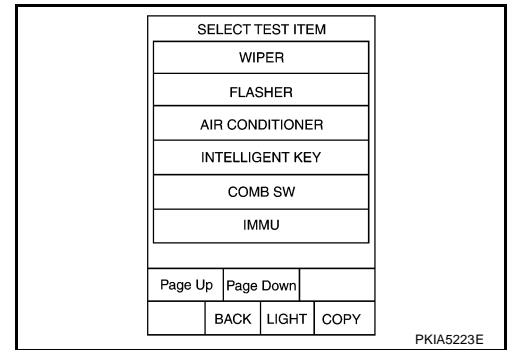 SELECT TEST ITEM
WIPER
FLASHER
AIR CONDITIONER
INTELLIGENT KEY
COMB SW
IMMU
Page Up Page Down
BACK LIGHT COPY
PKIA5223E